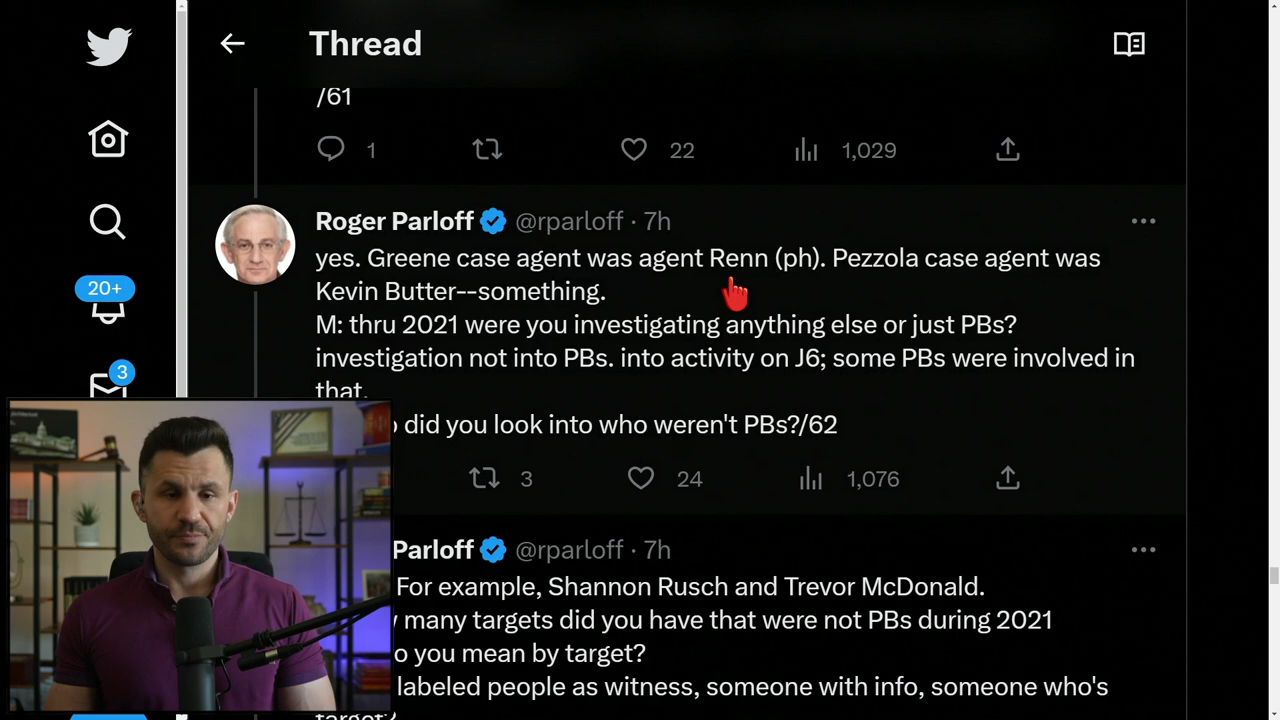 Thread
/61
1 22 1,029
Roger Parloff @rparloff · 7h
yes. Greene case agent was agent Renn (ph). Pezzola case agent was
Kevin Butter--something.
M: thru 2021 were you investigating anything else or just PBs?
investigation not into PBs. into activity on J6; some PBs were involved in
that.
did you look into who weren't PBs?/62
3 24 1,076
20+
3
Parloff @rparloff · 7h
For example, Shannon Rusch and Trevor McDonald.
many targets did you have that were not PBs during 2021
you mean by target?
labeled people as witness, someone with info, someone who's
target?